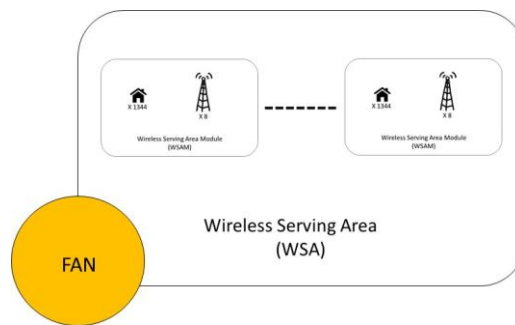 X 1344
X 8
Wireless Serving Area Module
(WSAM)
X 1344
X 8
Wireless Serving Area Module
(WSAM)
Wireless Serving Area
(WSA)
FAN